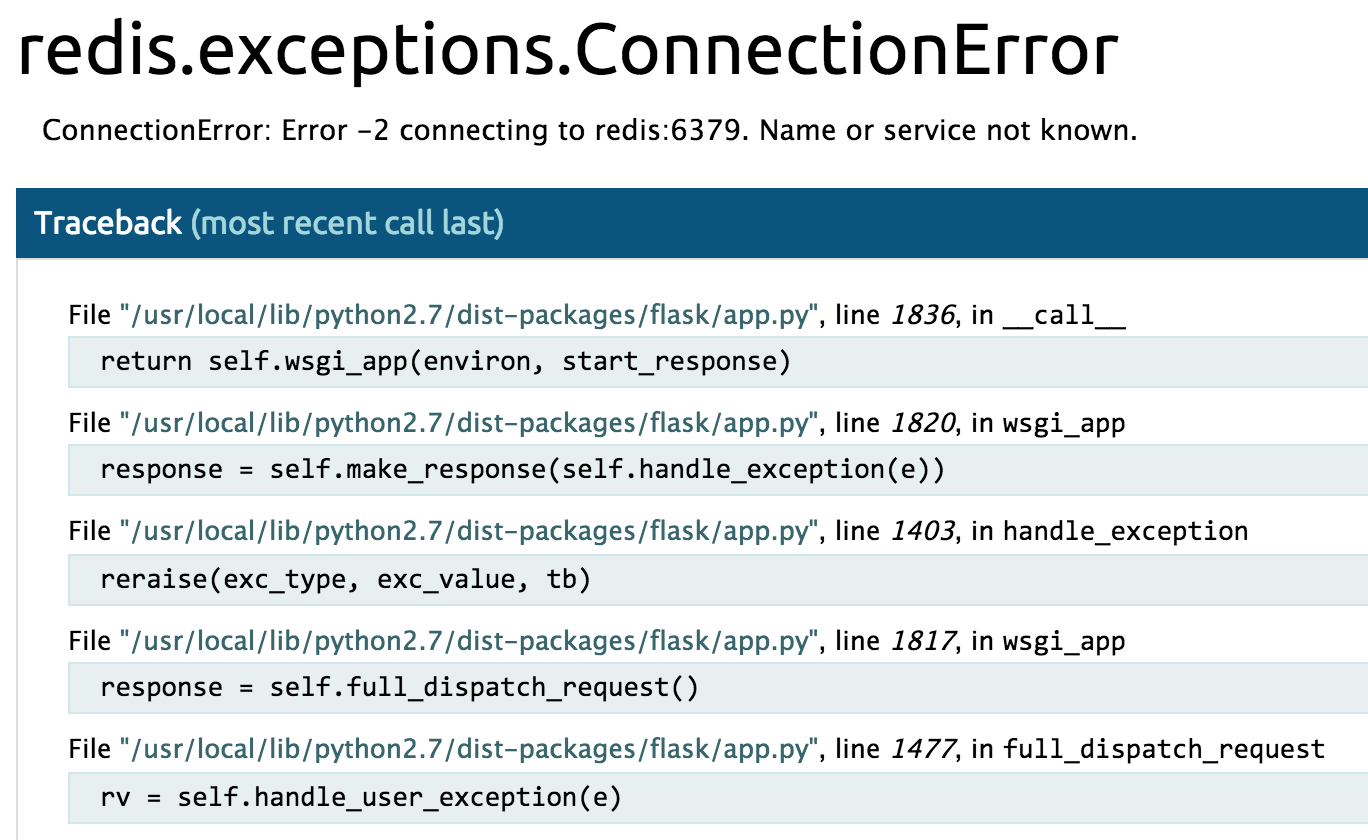 redis.exceptions.ConnectionError
ConnectionError: Error -2 connecting to redis:6379. Name or service not known.
Traceback (most recent call last)
File "/usr/local/lib/python2.7/dist-packages/flask/app.py", line 1836, in __call__
return self.wsgi_app(environ, start_response)
File "/usr/local/lib/python2.7/dist-packages/flask/app.py", line 1820, in wsgi_app
response = self.make_response(self.handle_exception(e))
File "/usr/local/lib/python2.7/dist-packages/flask/app.py", line 1403, in handle_exception
reraise(exc_type, exc_value, tb)
File "/usr/local/lib/python2.7/dist-packages/flask/app.py", line 1817, in wsgi_app
response = self.full_dispatch_request()
File "/usr/local/lib/python2.7/dist-packages/flask/app.py", line 1477, in full_dispatch_request
rv = self.handle_user_exception(e)